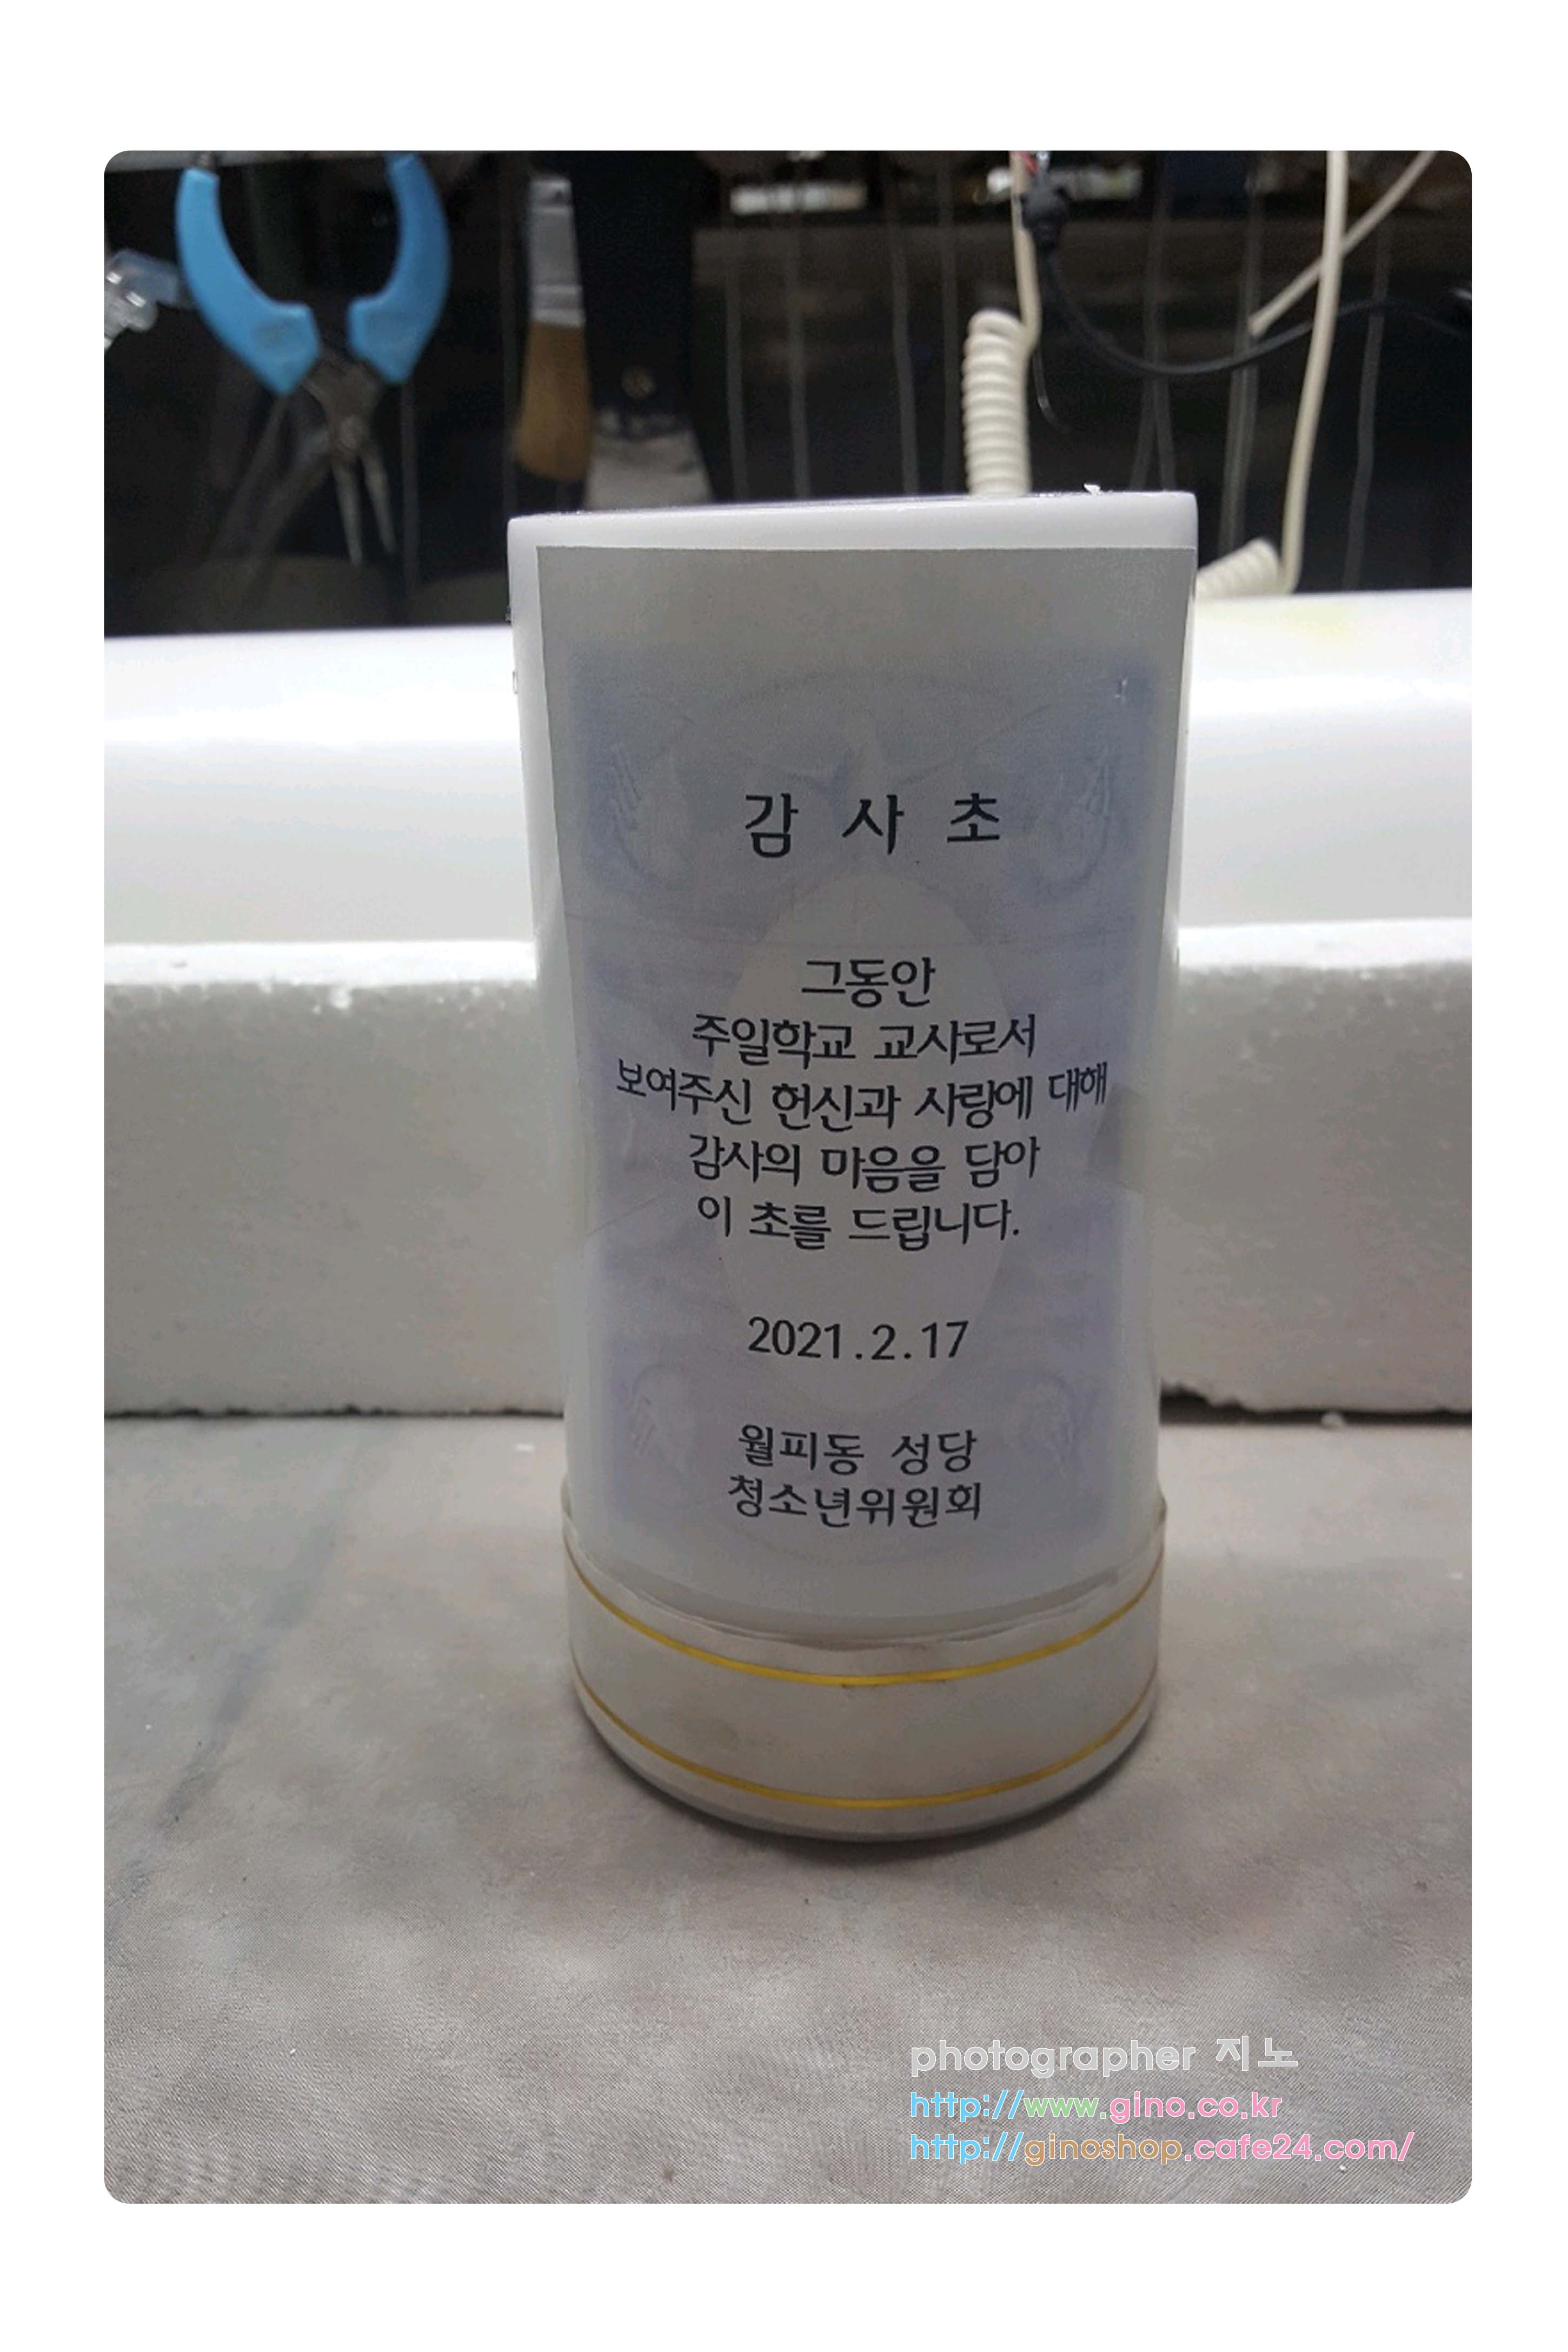 감 사 초
그동안
주일학교 교사로서
보여주신 헌신과 사랑에 대해
감사의 마음을 담아
이 초를 드립니다.
2021.2.17
월피동 성당
청소년위원회
photographer 지노
http://www.gino.co.kr
http://ginoshop.cafe24.com/